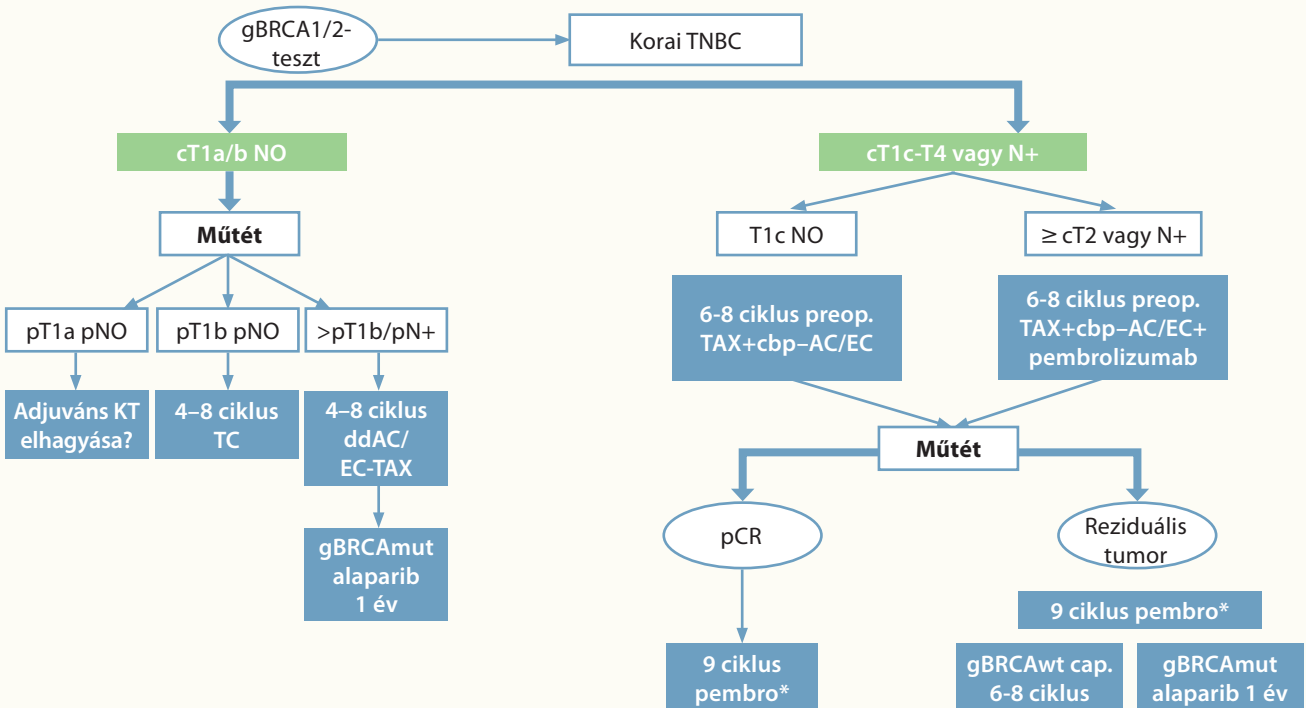 gBRCA1/2-
teszt
Korai TNBC
cT1a/b NO
cT1c-T4 vagy N+
Műtét
T1c NO
≥ cT2 vagy N+
pT1a pNO
pT1b pNO
>pT1b/pN+
6-8 ciklus preop.
TAX+cbp–AC/EC
6-8 ciklus preop.
TAX+cbp–AC/EC+
pembrolizumab
Adjuváns KT
elhagyása?
4–8 ciklus
TC
4–8 ciklus
ddAC/
EC-TAX
Műtét
gBRCAmut
alaparib
1 év
pCR
Reziduális
tumor
9 ciklus pembro*
9 ciklus
pembro*
gBRCAwt cap.
6-8 ciklus
gBRCAmut
alaparib 1 év